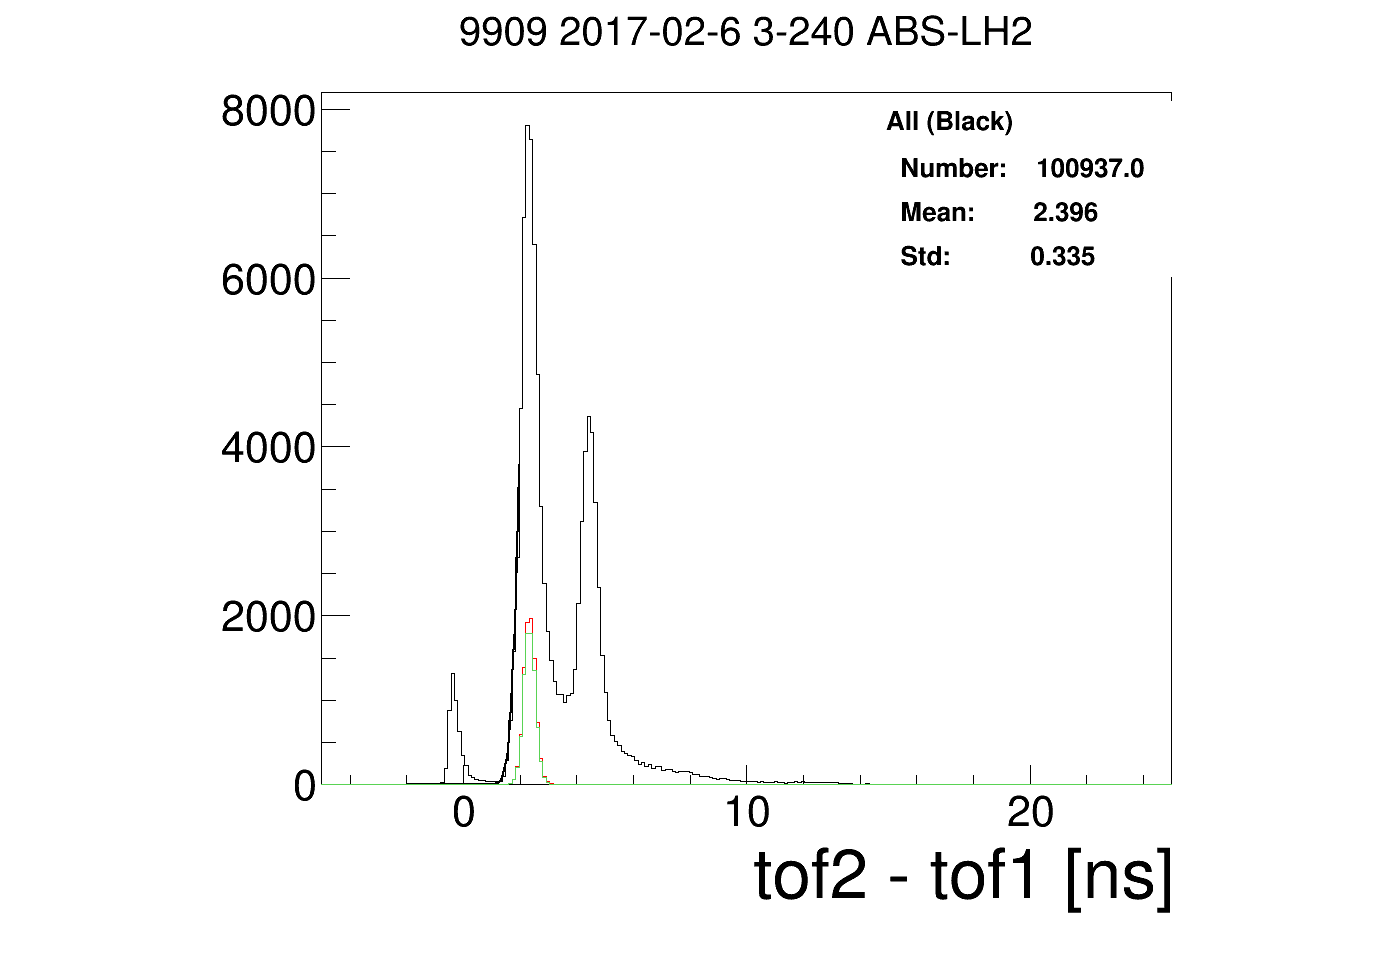 9909 2017-02-6 3-240 ABS-LH2
All (Black)
Number: 100937.0
Mean: 2.396
Std: 0.335
8000
6000
4000
2000
0
0 10 20
tof2 - tof1 [ns]